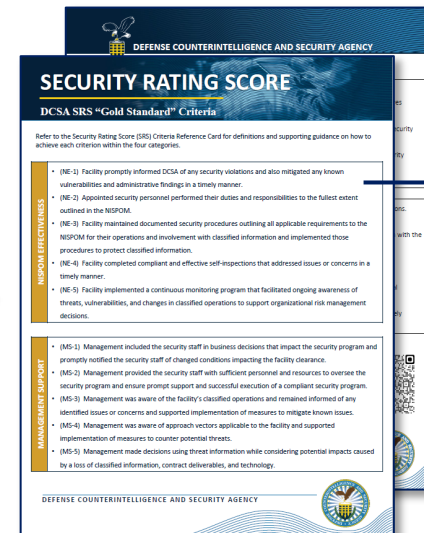 DEFENSE COUNTERINTELLIGENCE AND SECURITY AGENCY
SECURITY RATING SCORE
DCSA SRS “Gold Standard” Criteria
Refer to the Security Rating Score (SRS) Criteria Reference Card for definitions and supporting guidance on how to
achieve each criterion within the four categories.
NISPOM EFFECTIVENESS
• (NE-1) Facility promptly informed DCSA of any security violations and also mitigated any known
vulnerabilities and administrative findings in a timely manner.
• (NE-2) Appointed security personnel performed their duties and responsibilities to the fullest extent
outlined in the NISPOM.
• (NE-3) Facility maintained documented security procedures outlining all applicable requirements to the
NISPOM for their operations and involvement with classified information and implemented those
procedures to protect classified information.
• (NE-4) Facility completed compliant and effective self-inspections that addressed issues or concerns in a
timely manner.
• (NE-5) Facility implemented a continuous monitoring program that facilitated ongoing awareness of
threats, vulnerabilities, and changes in classified operations to support organizational risk management
decisions.
MANAGEMENT SUPPORT
• (MS-1) Management included the security staff in business decisions that impact the security program and
promptly notified the security staff of changed conditions impacting the facility clearance.
• (MS-2) Management provided the security staff with sufficient personnel and resources to oversee the
security program and ensure prompt support and successful execution of a compliant security program.
• (MS-3) Management was aware of the facility's classified operations and remained informed of any
identified issues or concerns and supported implementation of measures to mitigate known issues.
• (MS-4) Management was aware of approach vectors applicable to the facility and supported
implementation of measures to counter potential threats.
• (MS-5) Management made decisions using threat information while considering potential impacts caused
by a loss of classified information, contract deliverables, and technology.
DEFENSE COUNTERINTELLIGENCE AND SECURITY AGENCY
with the